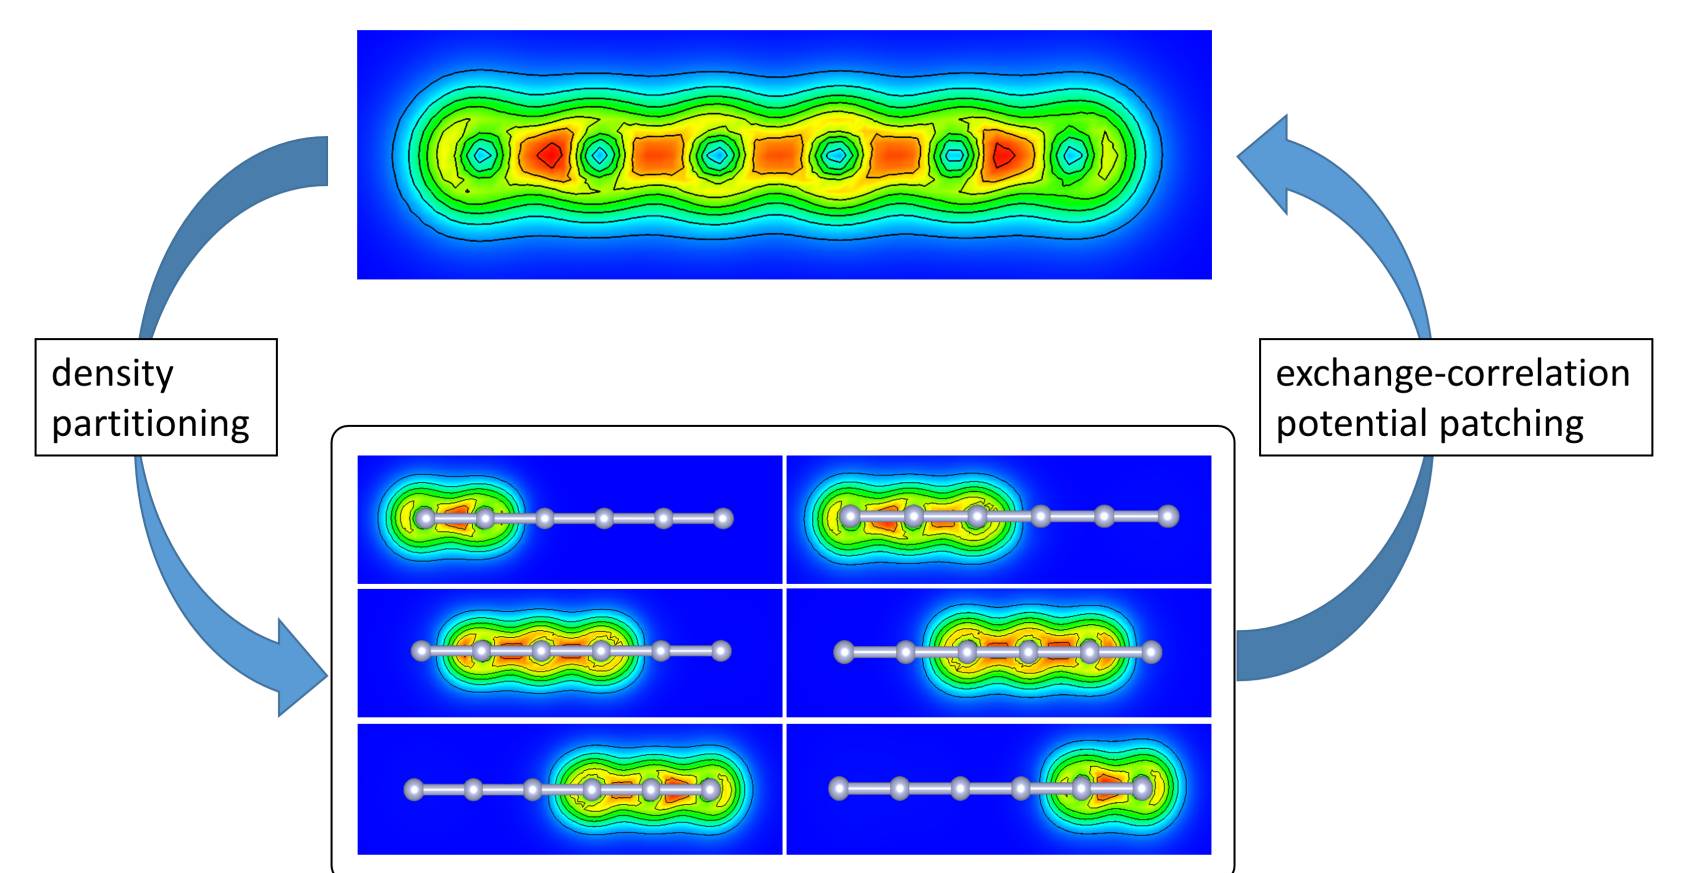 density
partitioning
exchange-correlation
potential patching